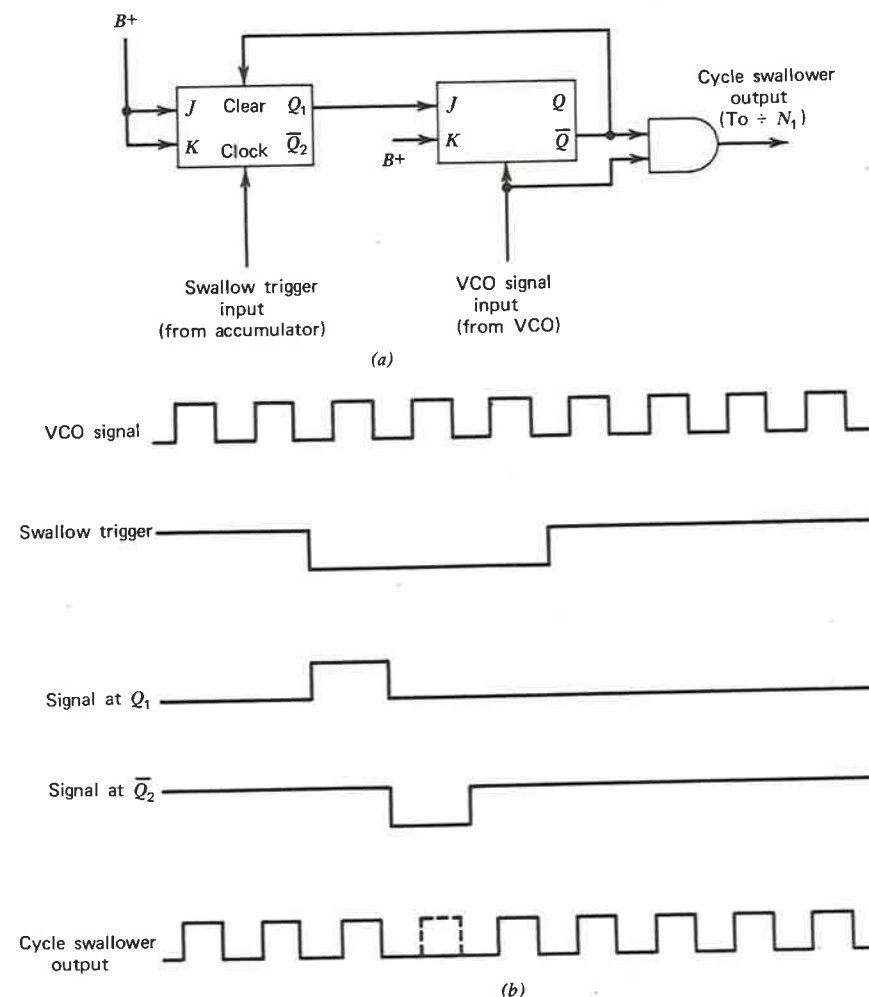 B+
J Clear Q₁
K Clock Q̅₂
J Q
K Q̅
B+
Cycle swallower
output
(To ÷ N₁)
Swallow trigger
input
(from accumulator)
VCO signal
input
(from VCO)
(a)
VCO signal
Swallow trigger
Signal at Q₁
Signal at Q̅₂
Cycle swallower
output
(b)